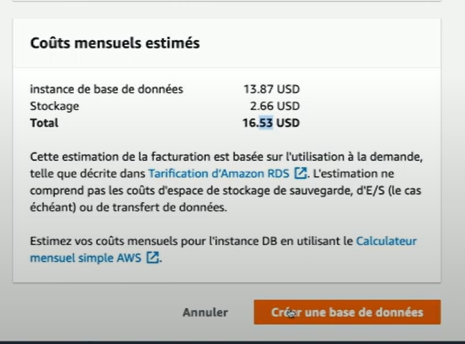 Coûts mensuels estimés
instance de base de données 13.87 USD
Stockage 2.66 USD
Total 16.53 USD
Cette estimation de la facturation est basée sur l'utilisation à la demande,
telle que décrite dans Tarification d'Amazon RDS. L'estimation ne
comprend pas les coûts d'espace de stockage de sauvegarde, d'E/S (le cas
échéant) ou de transfert de données.
Estimez vos coûts mensuels pour l'instance DB en utilisant le Calculateur
mensuel simple AWS.
Annuler Créer une base de données